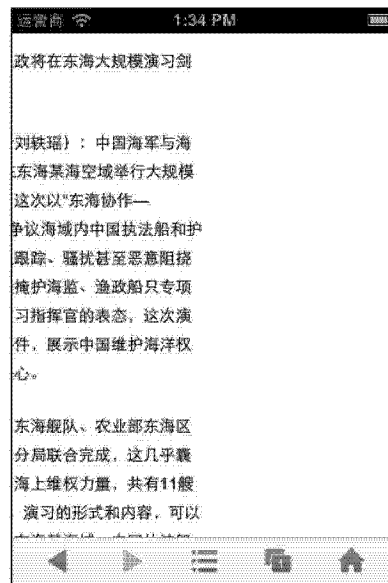 运营商 1:34 PM
政将在东海大规模演习剑
刘轶瑶）：中国海军与海
东海某海空域举行大规模
这次以“东海协作—
争议海域内中国执法船和护
跟踪、骚扰甚至恶意阻挠
掩护海监、渔政船只专项
习指挥官的表态，这次演
件，展示中国维护海洋权
心。
东海舰队、农业部东海区
分局联合完成，这几乎囊
海上维权力量，共有11艘
演习的形式和内容，可以